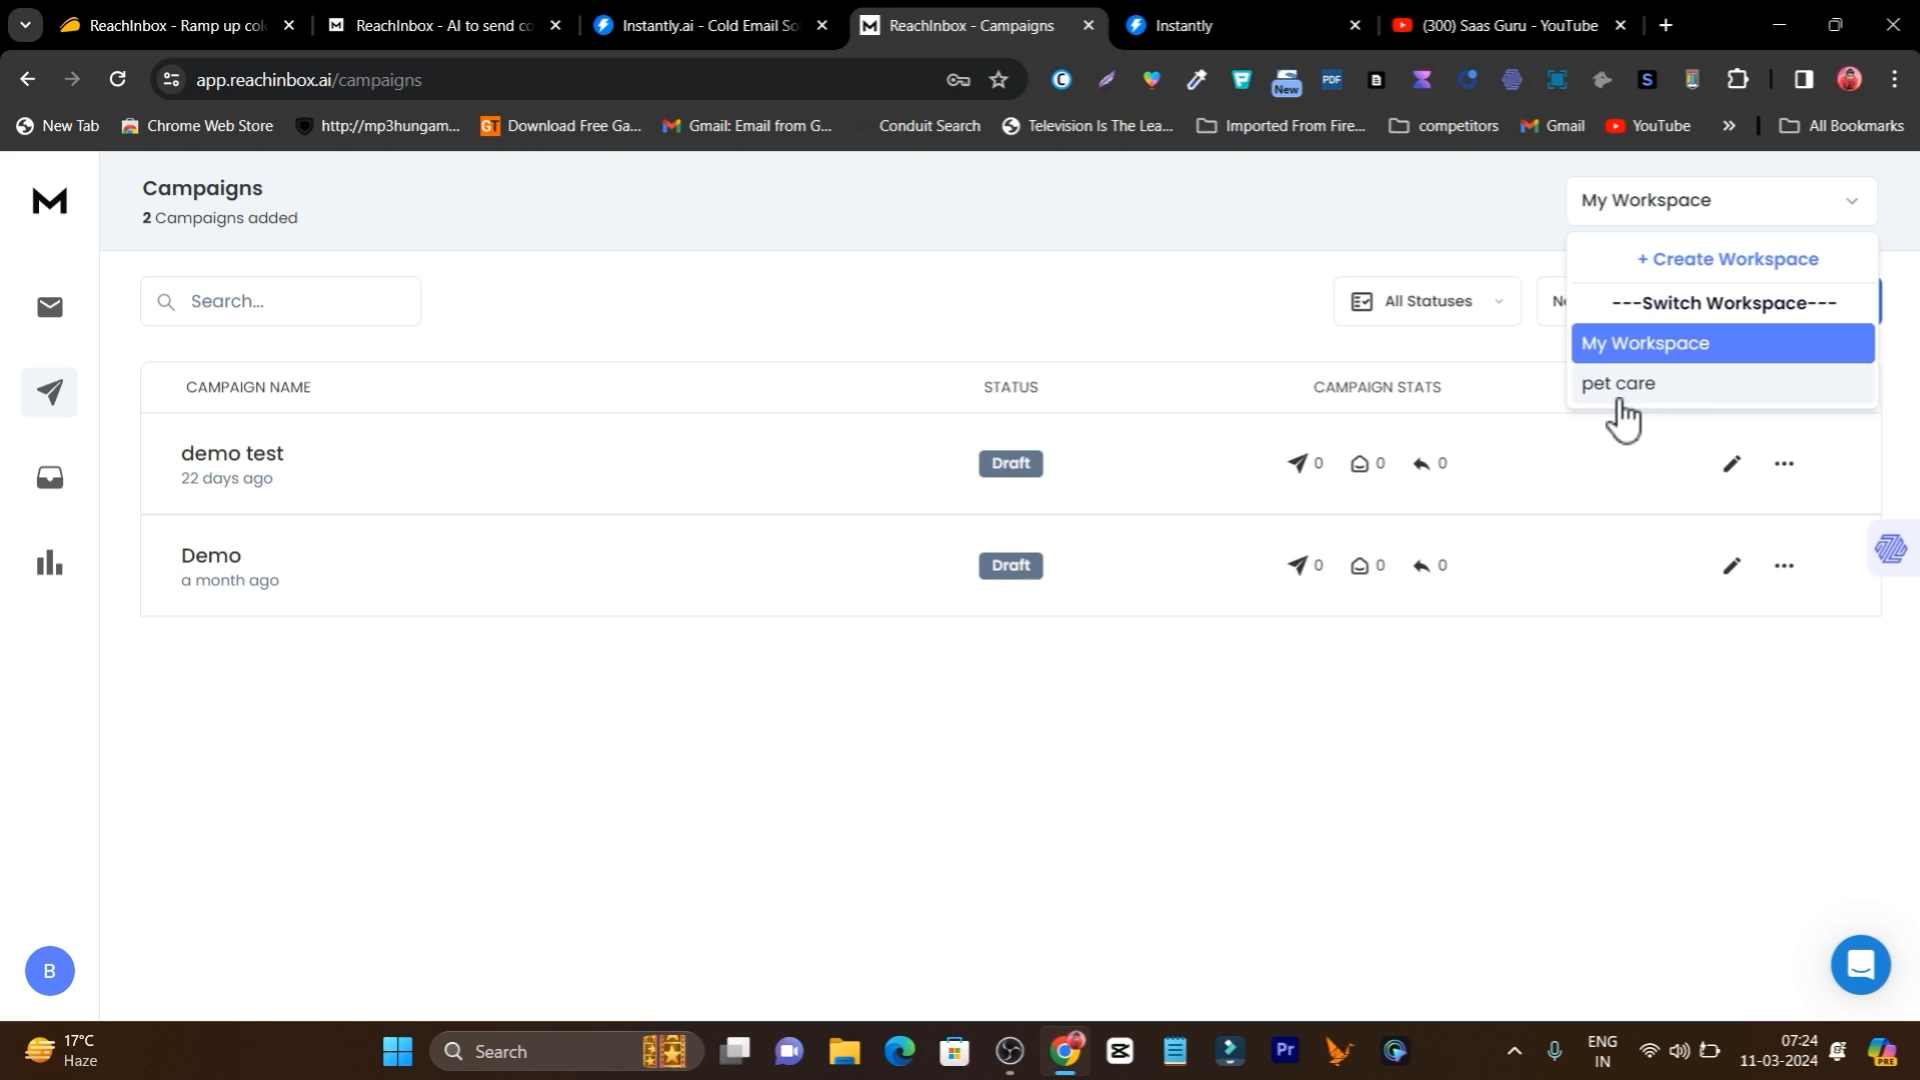 ReachInbox - Ramp up col
ReachInbox - AI to send co
Instantly.ai - Cold Email So
ReachInbox - Campaigns
Instantly
(300) Saas Guru - YouTube
app.reachinbox.ai/campaigns
New
PDF
New Tab
Chrome Web Store
http://mp3hungam...
GT Download Free Ga...
Gmail: Email from G...
Conduit Search
Television Is The Lea...
Imported From Fire...
competitors
Gmail
YouTube
All Bookmarks
Campaigns
2 Campaigns added
My Workspace
+ Create Workspace
---Switch Workspace---
My Workspace
pet care
Search...
All Statuses
CAMPAIGN NAME STATUS CAMPAIGN STATS
demo test
22 days ago
Draft
0 0 0
Demo
a month ago
Draft
0 0 0
B
17°C
Haze
Search
Pr
ENG
IN
07:24
11-03-2024
PRE